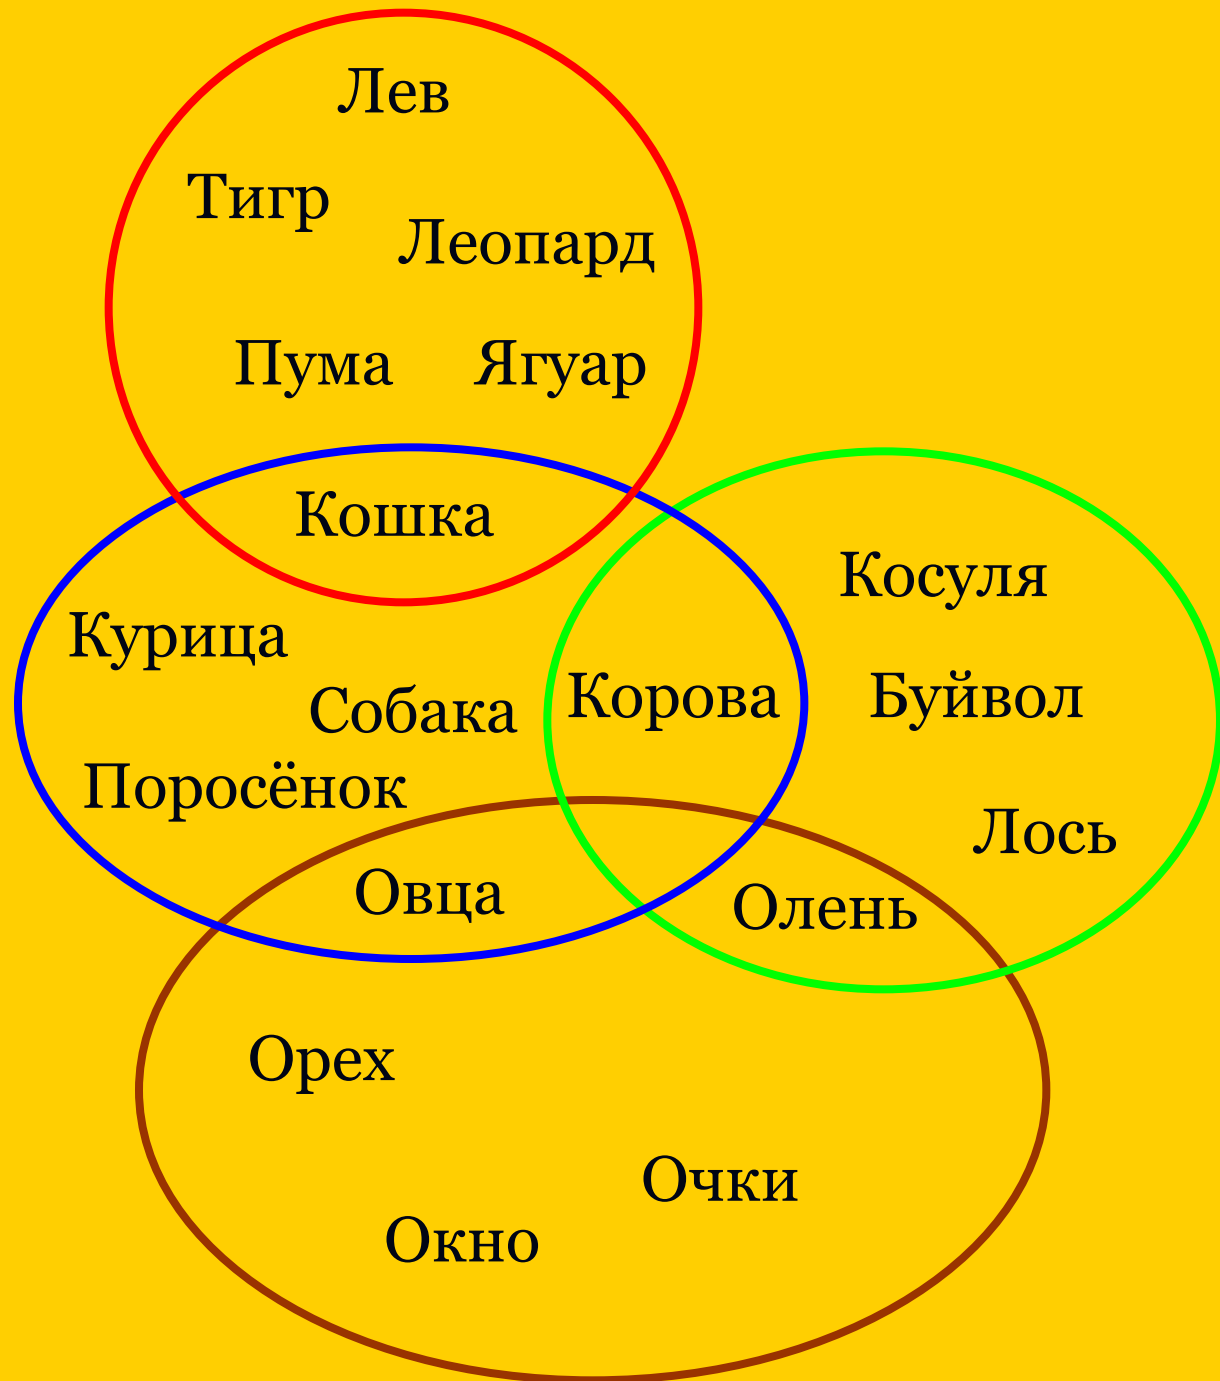 Лев
Тигр
Леопард
Пума Ягуар
Кошка
Косуля
Курица
Собака Корова Буйвол
Поросёнок
Лось
Овца Олень
Орех
Очки
Окно